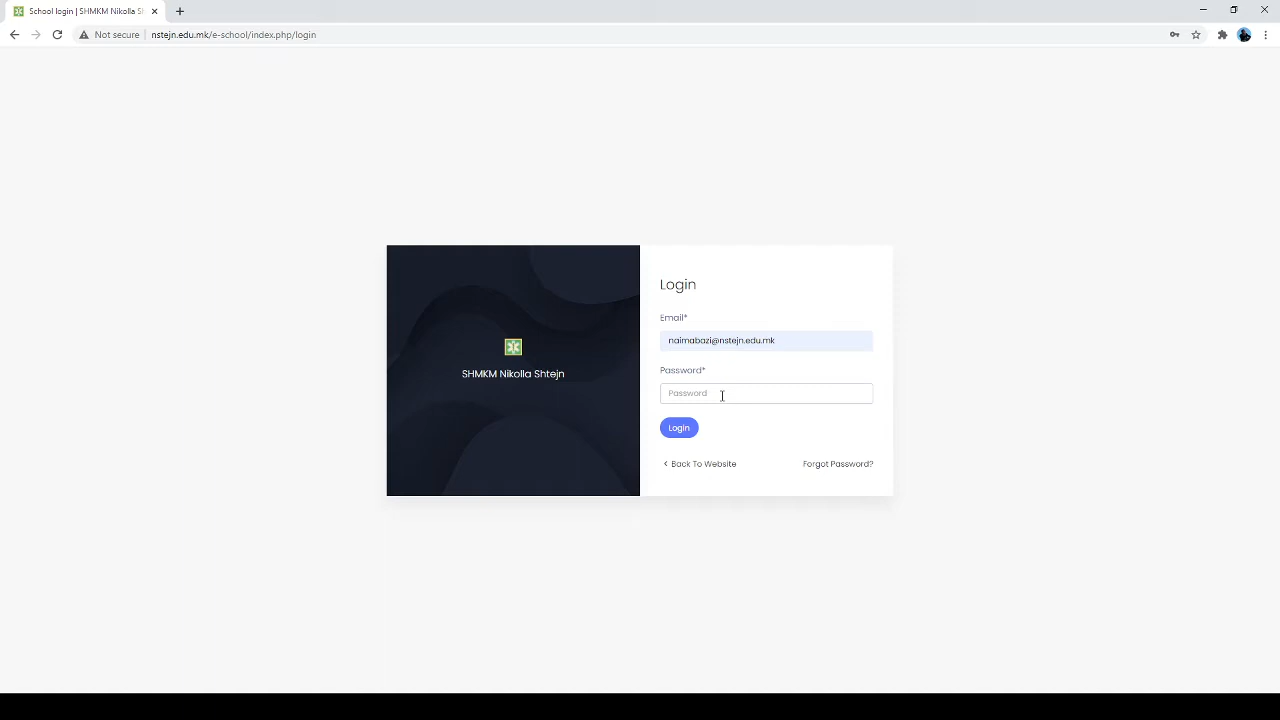 School login | SHMKM Nikolla S
Not secure
nstejn.edu.mk/e-school/index.php/login
Login
Email*
naimabazi@nstejn.edu.mk
SHMKM Nikolla Shtejn
Password*
Password
Login
Back To Website
Forgot Password?